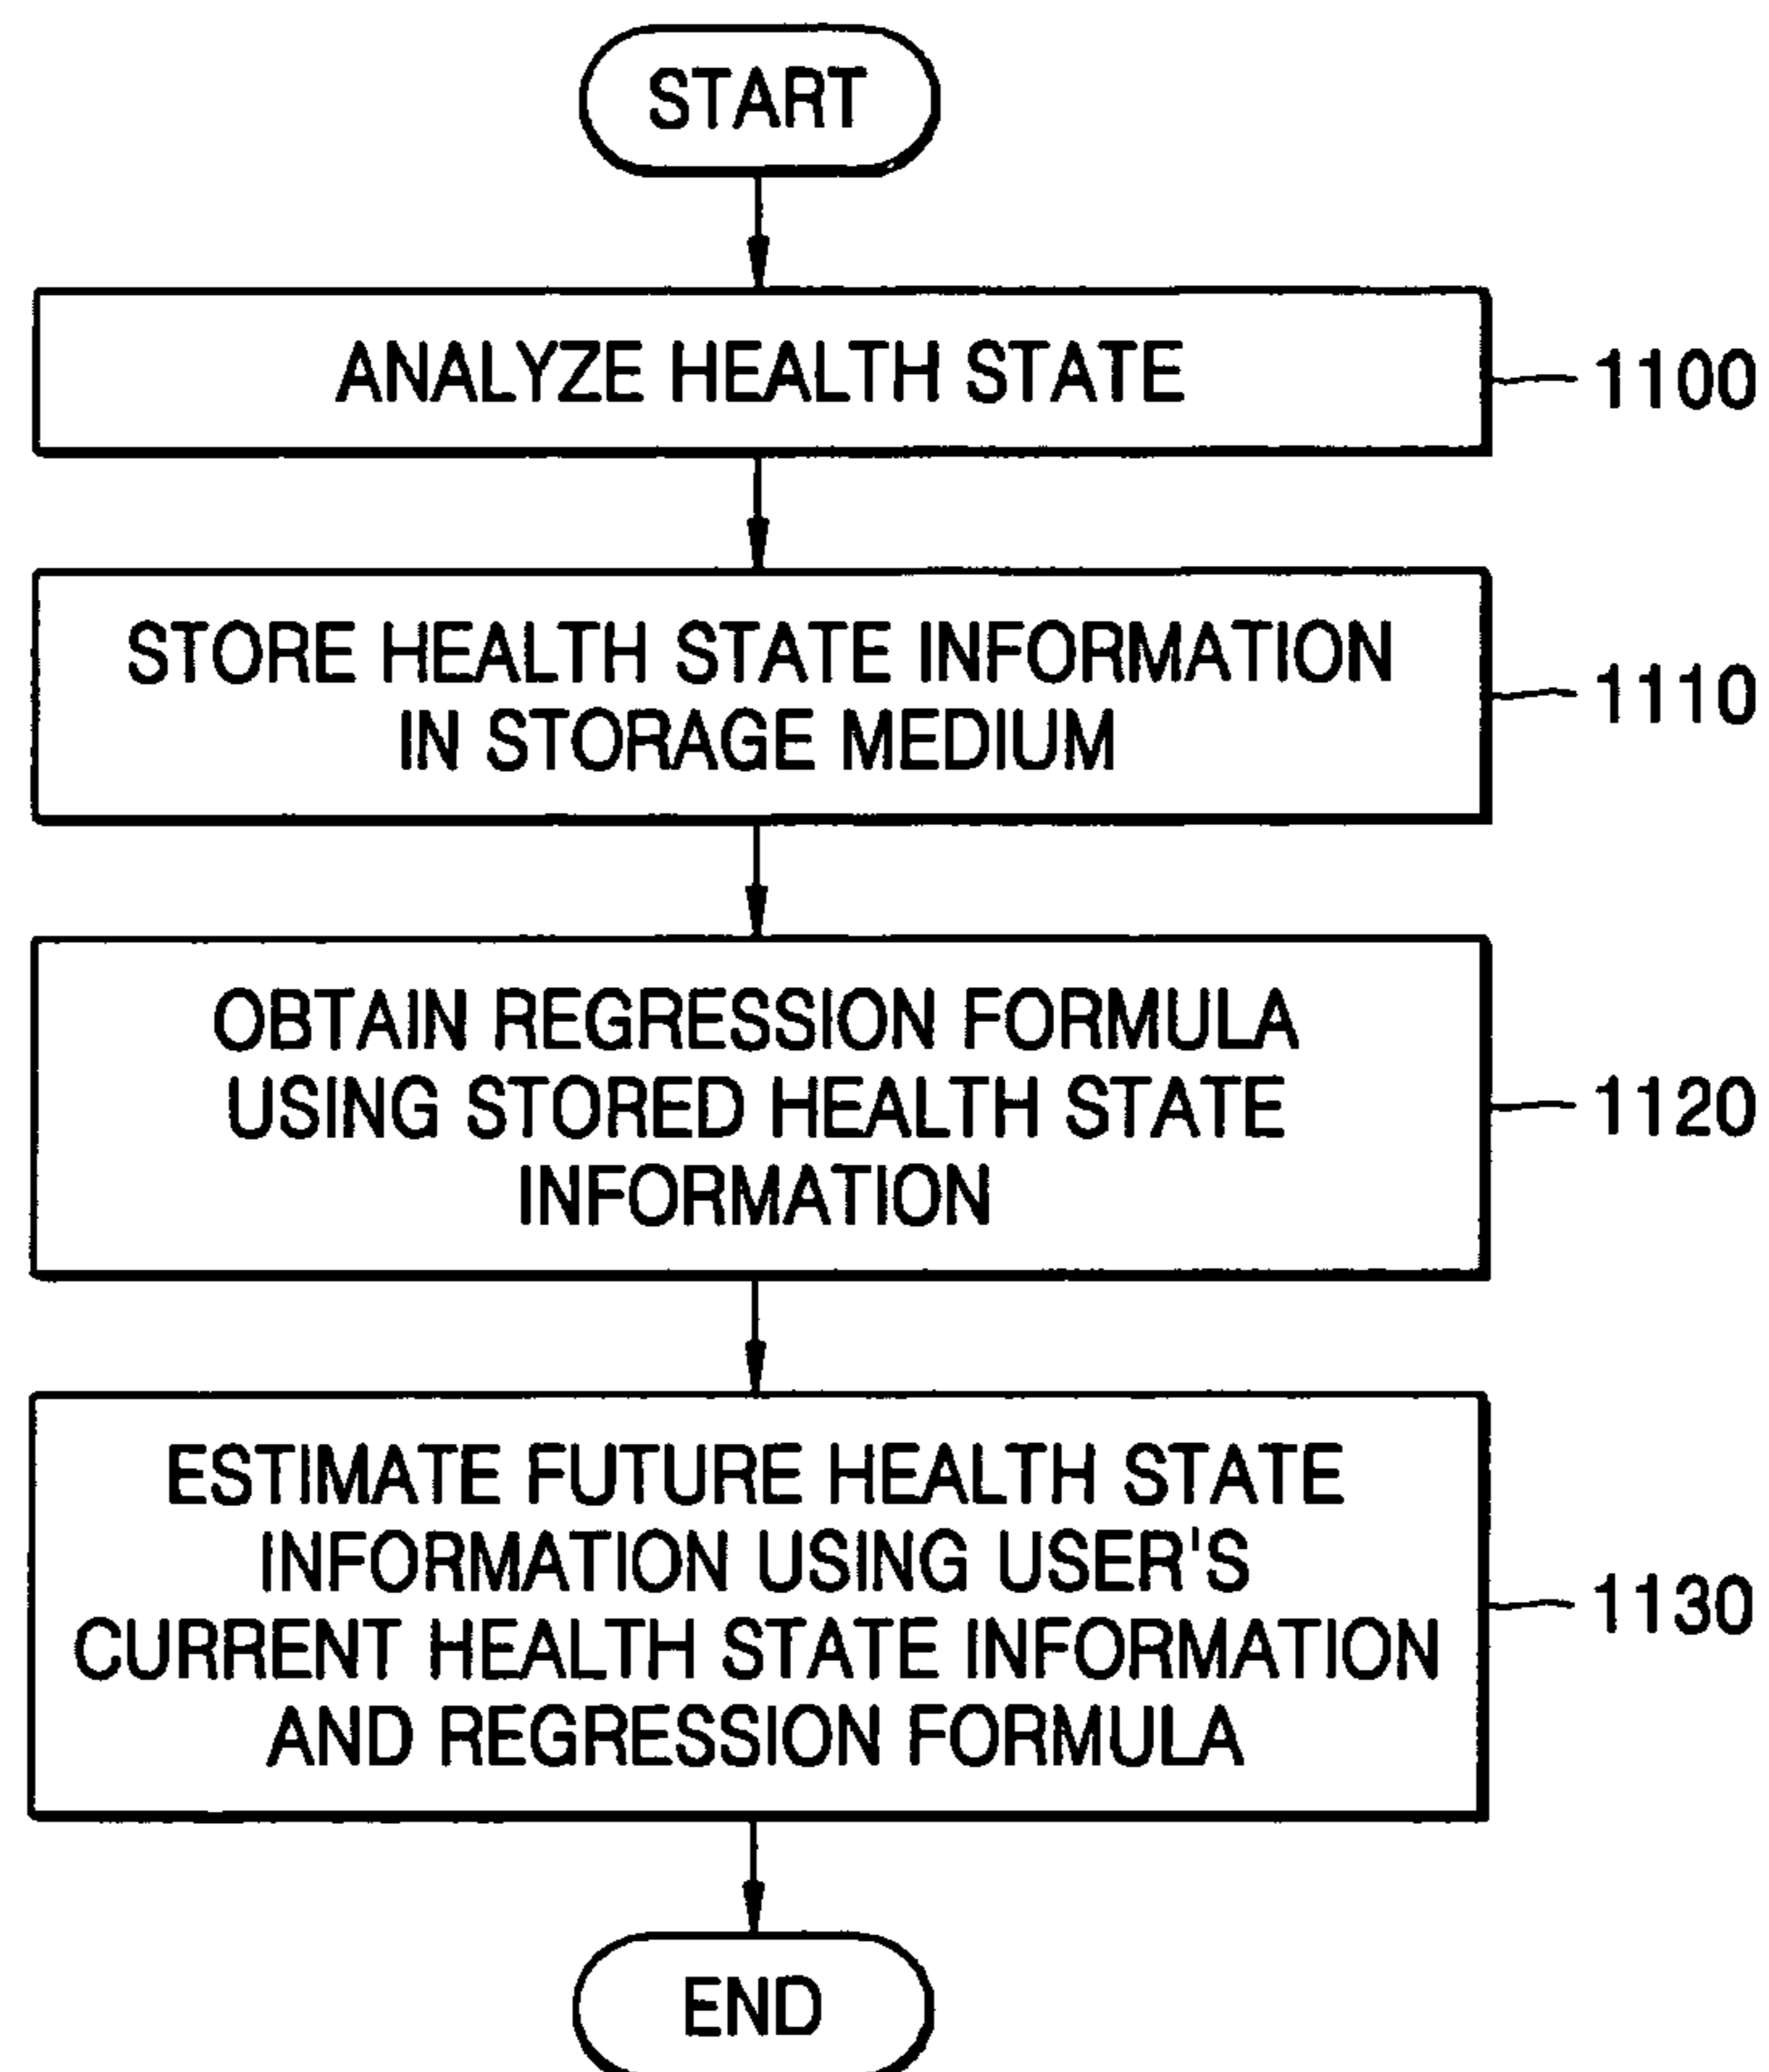 START
ANALYZE HEALTH STATE
1100
STORE HEALTH STATE INFORMATION
IN STORAGE MEDIUM
1110
OBTAIN REGRESSION FORMULA
USING STORED HEALTH STATE
INFORMATION
1120
ESTIMATE FUTURE HEALTH STATE
INFORMATION USING USER'S
CURRENT HEALTH STATE INFORMATION
AND REGRESSION FORMULA
1130
END